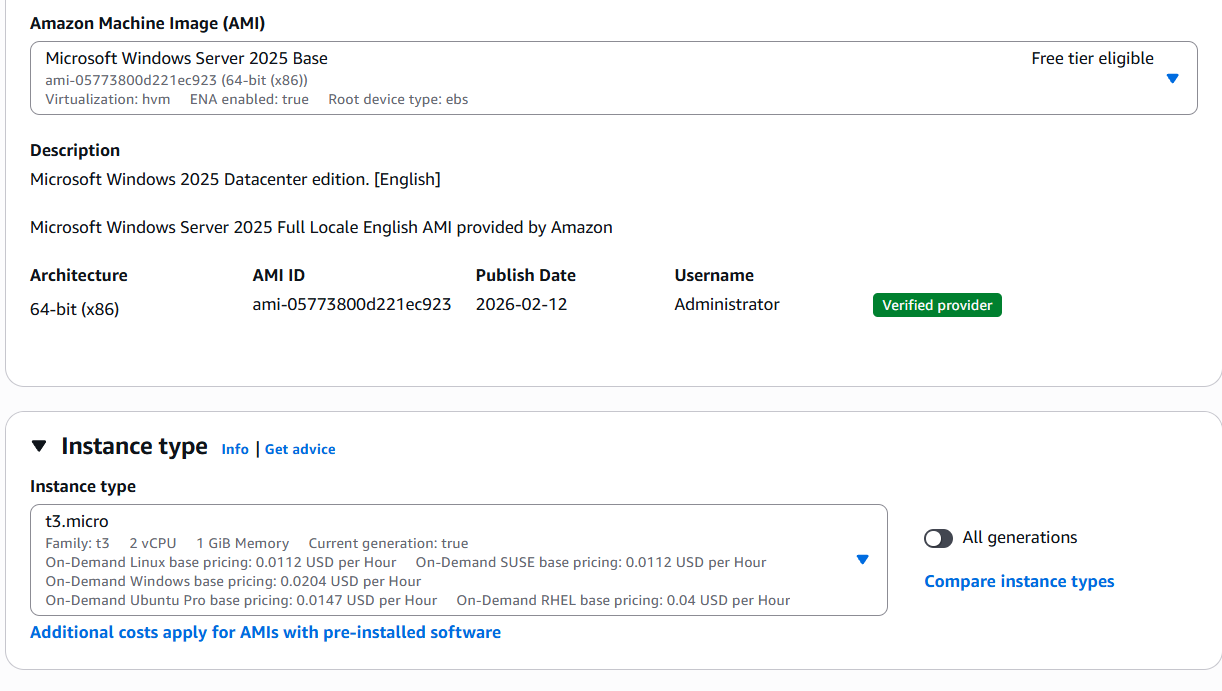 Amazon Machine Image (AMI)
Microsoft Windows Server 2025 Base Free tier eligible
ami-05773800d221ec923 (64-bit (x86))
Virtualization: hvm ENA enabled: true Root device type: ebs
Description
Microsoft Windows 2025 Datacenter edition. [English]
Microsoft Windows Server 2025 Full Locale English AMI provided by Amazon
Architecture AMI ID Publish Date Username
64-bit (x86) ami-05773800d221ec923 2026-02-12 Administrator Verified provider
Instance type Info | Get advice
Instance type
t3.micro
Family: t3 2 vCPU 1 GiB Memory Current generation: true
On-Demand Linux base pricing: 0.0112 USD per Hour On-Demand SUSE base pricing: 0.0112 USD per Hour
On-Demand Windows base pricing: 0.0204 USD per Hour
On-Demand Ubuntu Pro base pricing: 0.0147 USD per Hour On-Demand RHEL base pricing: 0.04 USD per Hour
All generations
Compare instance types
Additional costs apply for AMIs with pre-installed software